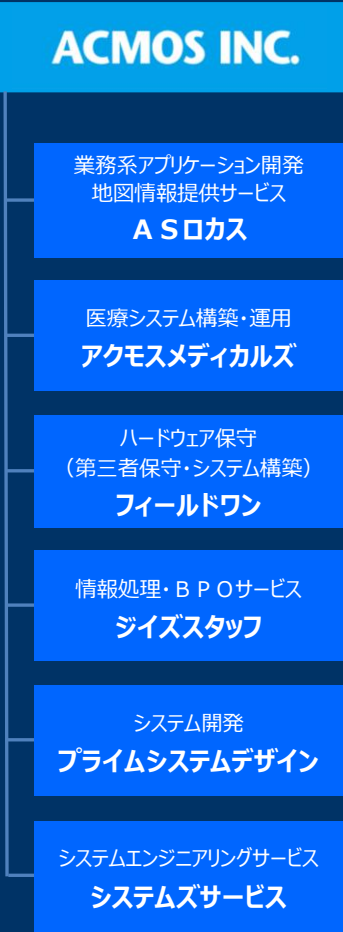 ACMOS INC.
業務系アプリケーション開発
地図情報提供サービス
ＡＳロカス
医療システム構築・運用
アクモスメディカルズ
ハードウェア保守
（第三者保守・システム構築）
フィールドワン
情報処理・ＢＰＯサービス
ジイズスタッフ
システム開発
プライムシステムデザイン
システムエンジニアリングサービス
システムズサービス